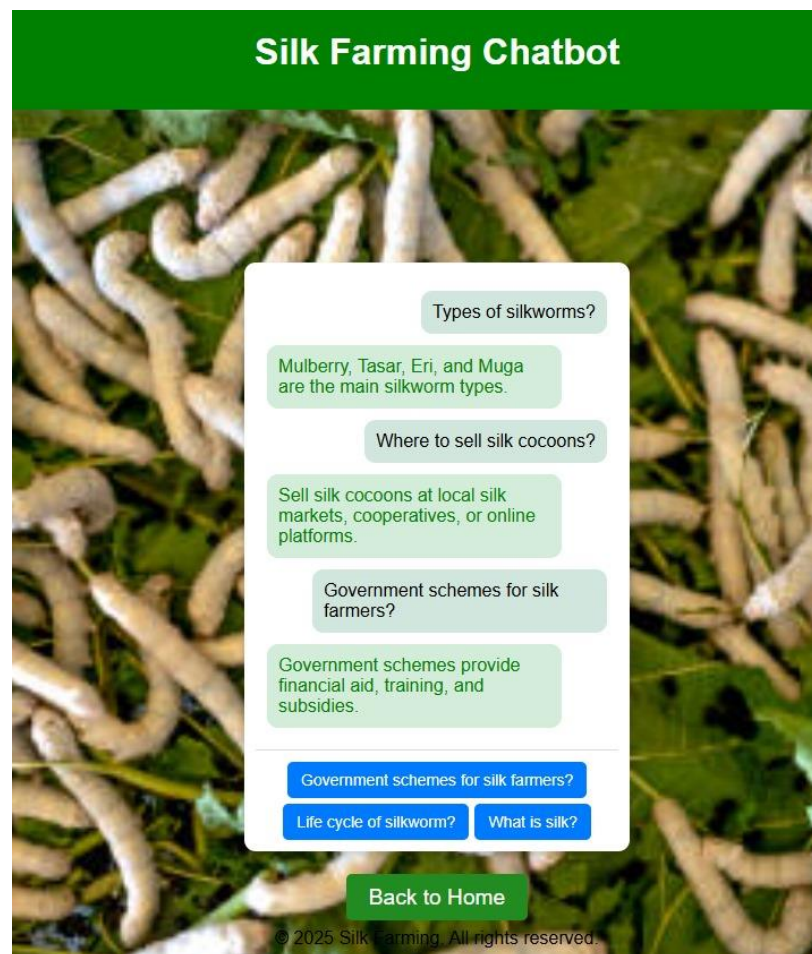 Silk Farming Chatbot
Types of silkworms?
Mulberry, Tasar, Eri, and Muga
are the main silkworm types.
Where to sell silk cocoons?
Sell silk cocoons at local silk
markets, cooperatives, or online
platforms.
Government schemes for silk
farmers?
Government schemes provide
financial aid, training, and
subsidies.
Government schemes for silk farmers?
Life cycle of silkworm? What is silk?
Back to Home
© 2025 Silk Farming. All rights reserved.